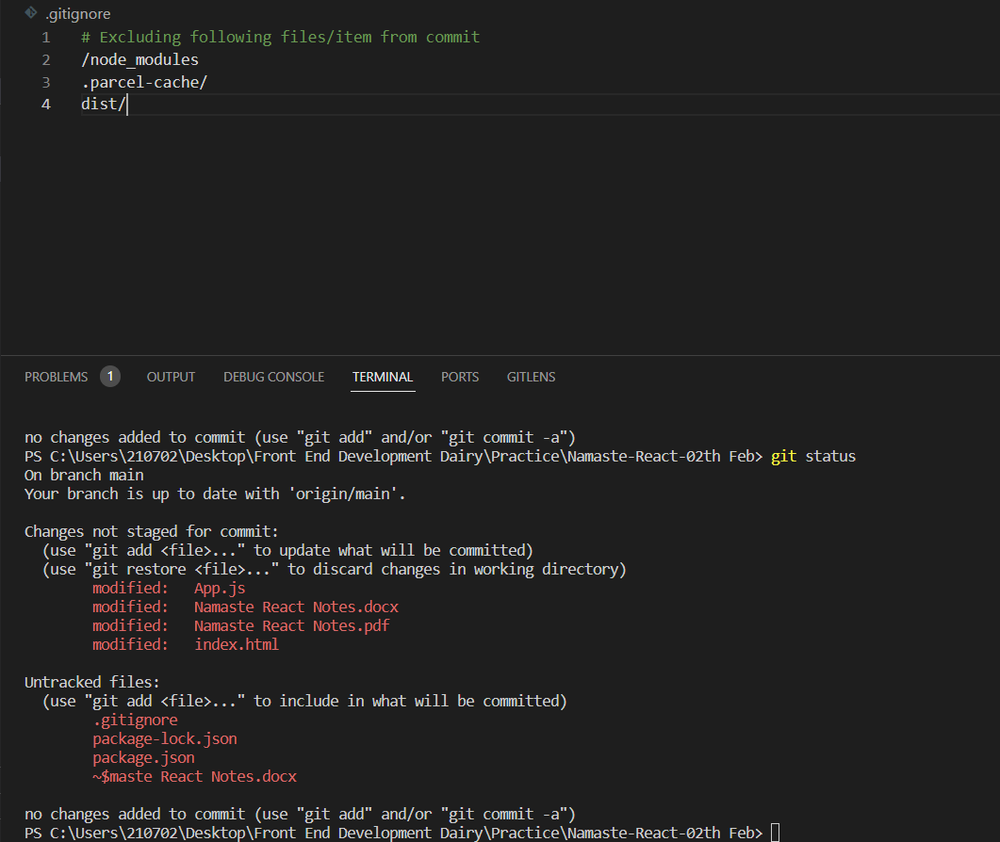 .gitignore
1 # Excluding following files/item from commit
2 /node_modules
3 .parcel-cache/
4 dist/
PROBLEMS 1 OUTPUT DEBUG CONSOLE TERMINAL PORTS GITLENS
no changes added to commit (use "git add" and/or "git commit -a")
PS C:\Users\210702\Desktop\Front End Development Dairy\Practice\Namaste-React-02th Feb> git status
On branch main
Your branch is up to date with 'origin/main'.
Changes not staged for commit:
(use "git add <file>..." to update what will be committed)
(use "git restore <file>..." to discard changes in working directory)
modified: App.js
modified: Namaste React Notes.docx
modified: Namaste React Notes.pdf
modified: index.html
Untracked files:
(use "git add <file>..." to include in what will be committed)
.gitignore
package-lock.json
package.json
~$maste React Notes.docx
no changes added to commit (use "git add" and/or "git commit -a")
PS C:\Users\210702\Desktop\Front End Development Dairy\Practice\Namaste-React-02th Feb>